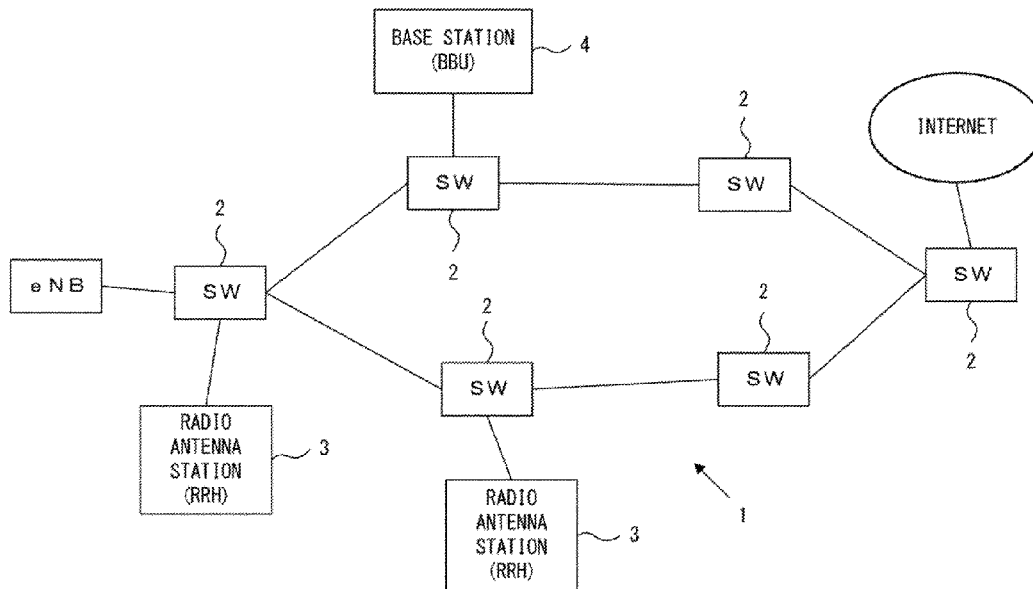 BASE STATION
(BBU)
4
2
INTERNET
SW
SW
2
2
eNB
SW
SW
2
2
2
SW
SW
2
RADIO
ANTENNA
STATION
(RRH)
3
RADIO
ANTENNA
STATION
(RRH)
3
1